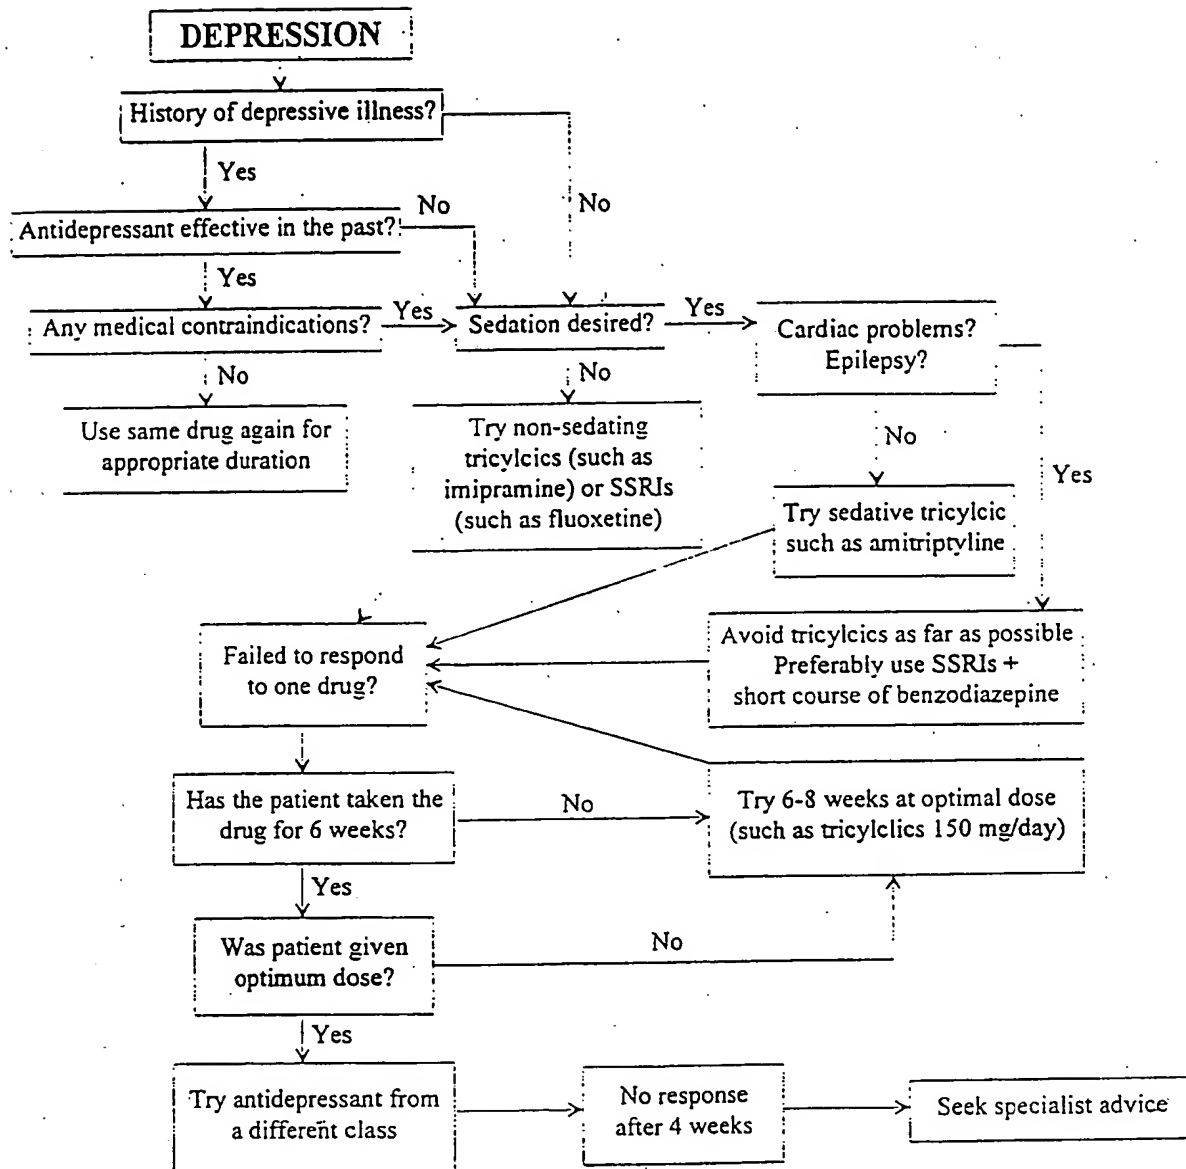 DEPRESSION
History of depressive illness?
Yes
No
Antidepressant effective in the past?
No
Yes
Any medical contraindications?
Yes
Sedation desired?
Yes
Cardiac problems?
Epilepsy?
No
No
No
Yes
Use same drug again for
appropriate duration
Try non-sedating
tricylcics (such as
imipramine) or SSRIs
(such as fluoxetine)
Try sedative tricylcic
such as amitriptyline
Failed to respond
to one drug?
Avoid tricylcics as far as possible
Preferably use SSRIs +
short course of benzodiazepine
Has the patient taken the
drug for 6 weeks?
No
Try 6-8 weeks at optimal dose
(such as tricylclics 150 mg/day)
Yes
Was patient given
optimum dose?
No
Yes
Try antidepressant from
a different class
No response
after 4 weeks
Seek specialist advice